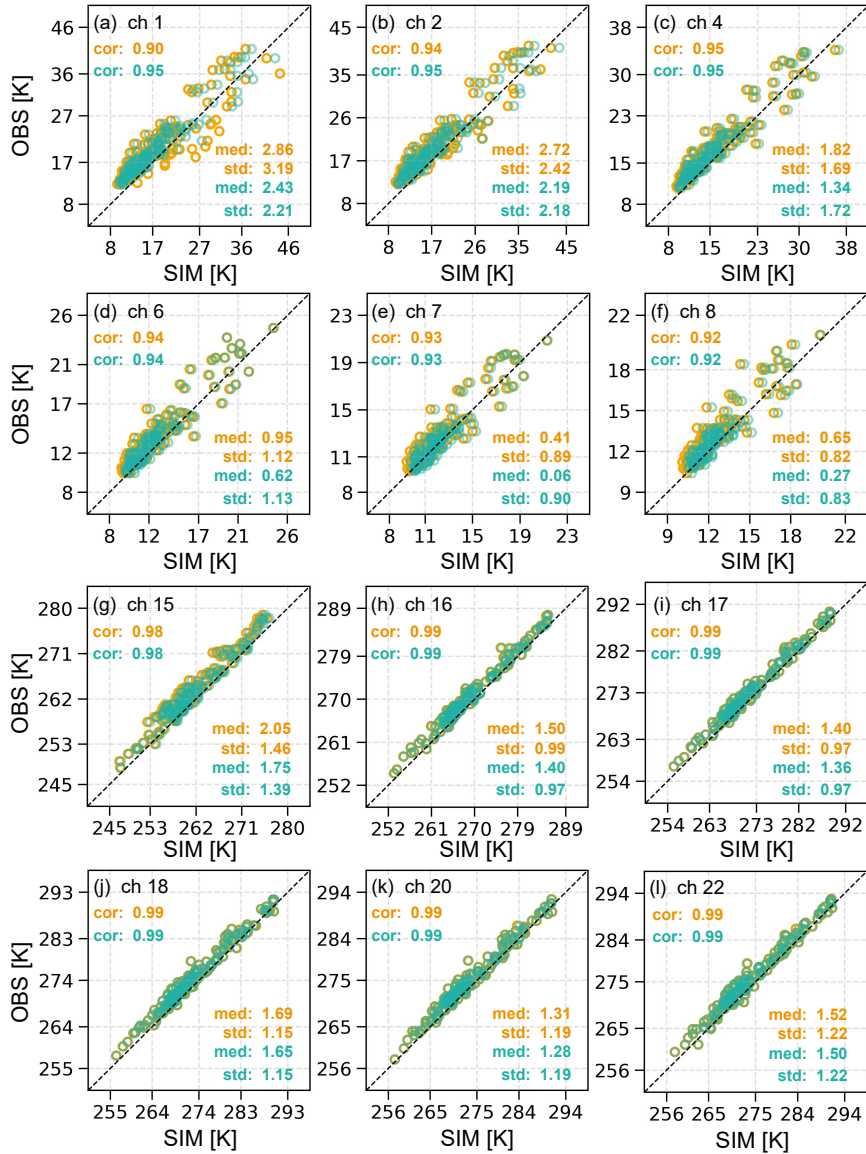 (a) ch 1
cor: 0.90
cor: 0.95
med: 2.86
std: 3.19
med: 2.43
std: 2.21
46
36
27
17
8
OBS [K]
8 17 27 36 46
SIM [K]
(b) ch 2
cor: 0.94
cor: 0.95
med: 2.72
std: 2.42
med: 2.19
std: 2.18
45
35
26
17
8
8 17 26 35 45
SIM [K]
(c) ch 4
cor: 0.95
cor: 0.95
med: 1.82
std: 1.69
med: 1.34
std: 1.72
38
30
23
15
8
8 15 23 30 38
SIM [K]
(d) ch 6
cor: 0.94
cor: 0.94
med: 0.95
std: 1.12
med: 0.62
std: 1.13
26
21
17
12
8
OBS [K]
8 12 17 21 26
SIM [K]
(e) ch 7
cor: 0.93
cor: 0.93
med: 0.41
std: 0.89
med: 0.06
std: 0.90
23
19
15
11
8
8 11 15 19 23
SIM [K]
(f) ch 8
cor: 0.92
cor: 0.92
med: 0.65
std: 0.82
med: 0.27
std: 0.83
22
18
15
12
9
9 12 15 18 22
SIM [K]
(g) ch 15
cor: 0.98
cor: 0.98
med: 2.05
std: 1.46
med: 1.75
std: 1.39
280
271
262
253
245
OBS [K]
245 253 262 271 280
SIM [K]
(h) ch 16
cor: 0.99
cor: 0.99
med: 1.50
std: 0.99
med: 1.40
std: 0.97
289
279
270
261
252
252 261 270 279 289
SIM [K]
(i) ch 17
cor: 0.99
cor: 0.99
med: 1.40
std: 0.97
med: 1.36
std: 0.97
292
282
273
263
254
254 263 273 282 292
SIM [K]
(j) ch 18
cor: 0.99
cor: 0.99
med: 1.69
std: 1.15
med: 1.65
std: 1.15
293
283
274
264
255
OBS [K]
255 264 274 283 293
SIM [K]
(k) ch 20
cor: 0.99
cor: 0.99
med: 1.31
std: 1.19
med: 1.28
std: 1.19
294
284
275
265
256
256 265 275 284 294
SIM [K]
(l) ch 22
cor: 0.99
cor: 0.99
med: 1.52
std: 1.22
med: 1.50
std: 1.22
294
284
275
265
256
256 265 275 284 294
SIM [K]